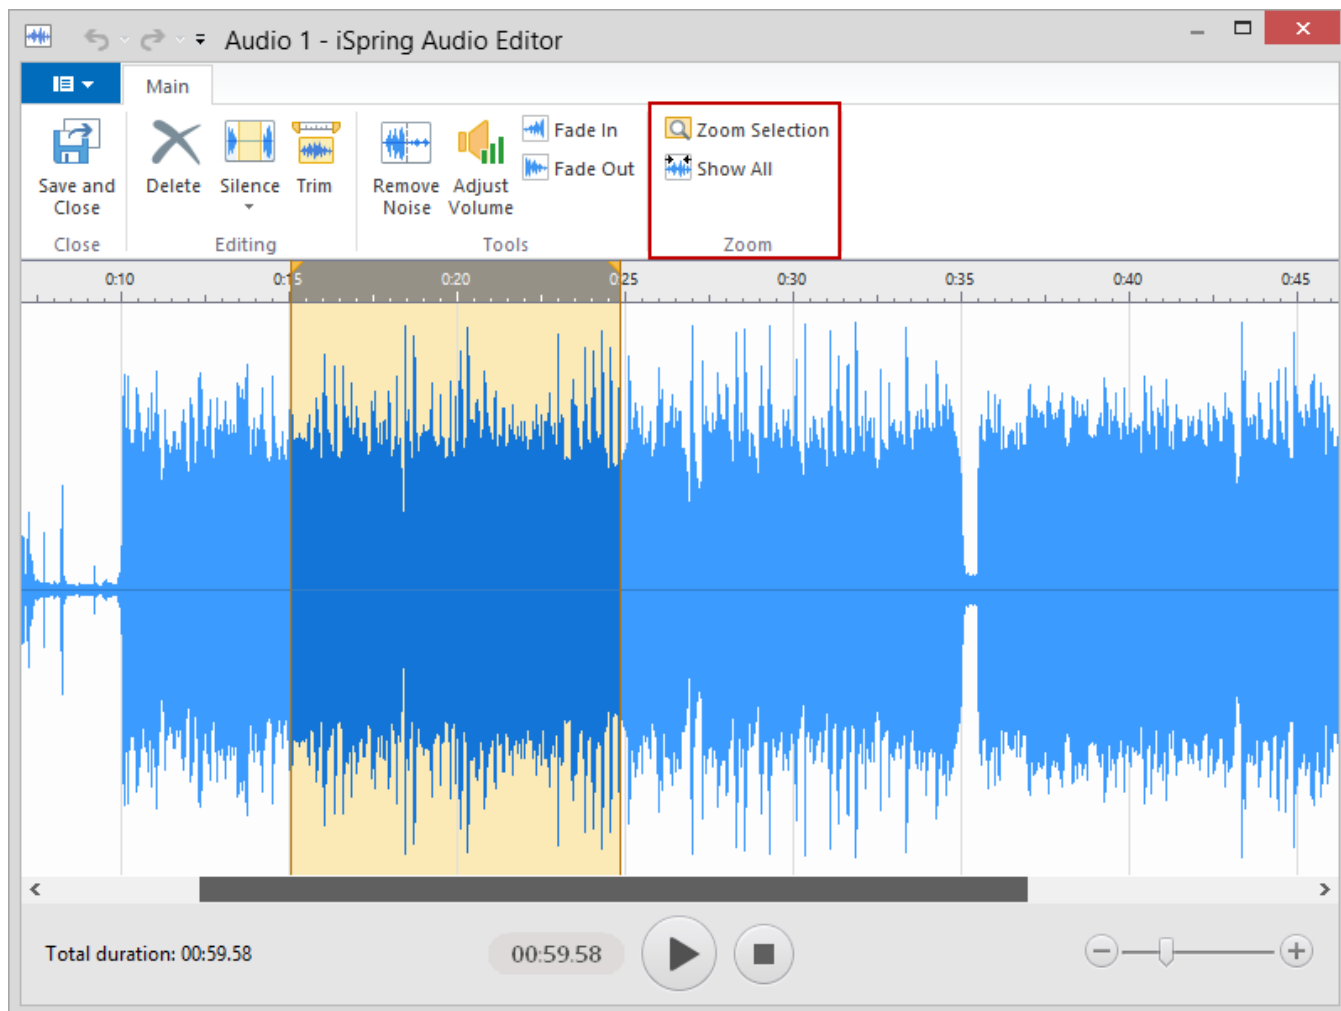 Audio 1 - iSpring Audio Editor
Main
Save and
Close
Delete
Silence
Trim
Remove
Noise
Adjust
Volume
Fade In
Fade Out
Zoom Selection
Show All
Close
Editing
Tools
Zoom
0:10 0:15 0:20 0:25 0:30 0:35 0:40 0:45
Total duration: 00:59.58
00:59.58